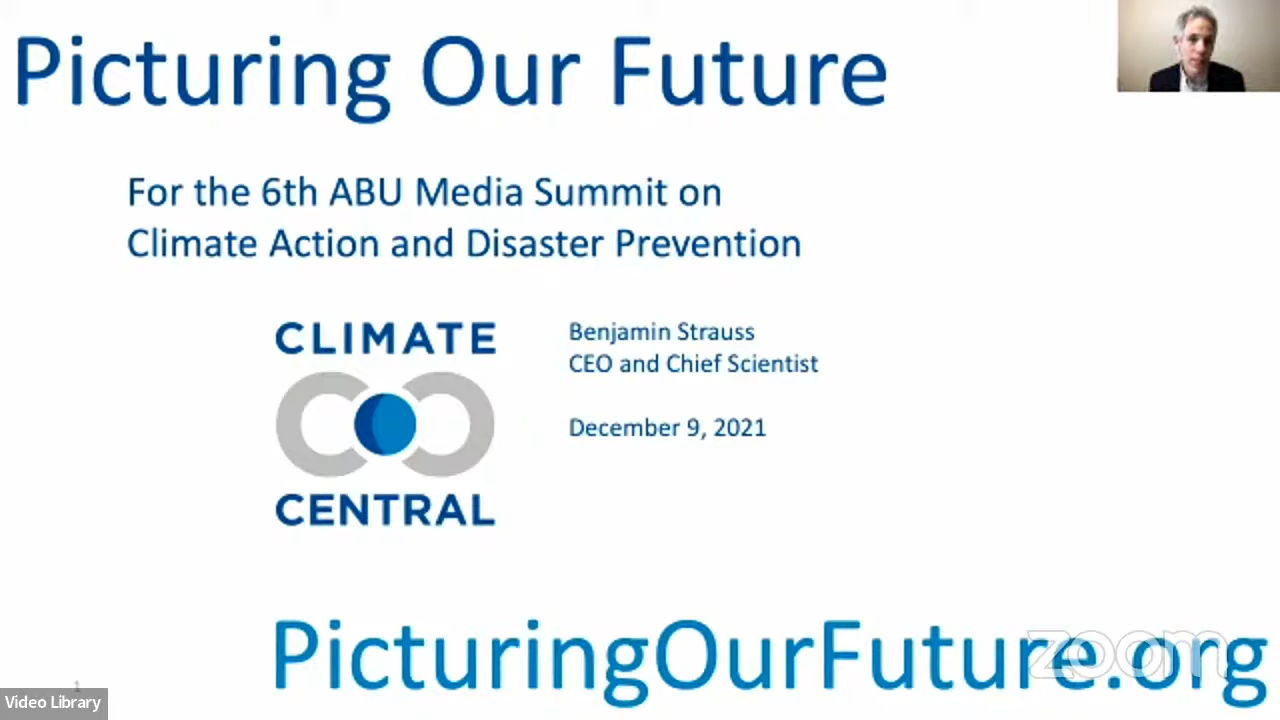 Picturing Our Future
For the 6th ABU Media Summit on
Climate Action and Disaster Prevention
CLIMATE
CENTRAL
Benjamin Strauss
CEO and Chief Scientist
December 9, 2021
PicturingOurFuture.org
zoom
1
Video Library